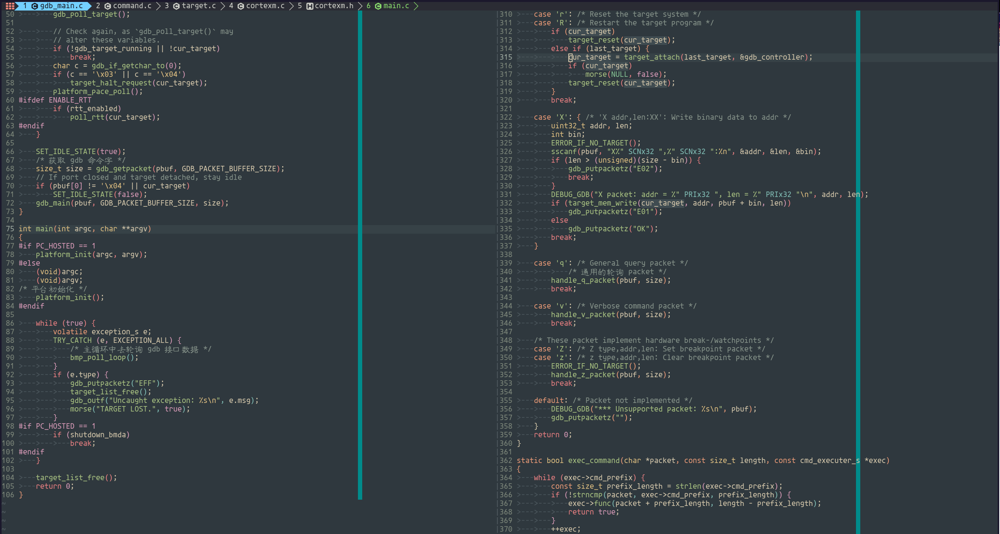 1 gdb_main.c 2 command.c 3 target.c 4 cortexm.c 5 cortexm.h 6 main.c
50 >--->---gdb_poll_target();
51
52 >--->---// Check again, as `gdb_poll_target()` may
53 >--->---// alter these variables.
54 >--->---if (!gdb_target_running || !cur_target)
55 >--->--->---break;
56 >--->---char c = gdb_if_getchar_to(0);
57 >--->---if (c == '\x03' || c == '\x04')
58 >--->--->---target_halt_request(cur_target);
59 >--->---platform_pace_poll();
60 #ifdef ENABLE_RTT
61 >--->---if (rtt_enabled)
62 >--->--->---poll_rtt(cur_target);
63 #endif
64 >---}
65
66 >---SET_IDLE_STATE(true);
67 >---/* 获取 gdb 命令字 */
68 >---size_t size = gdb_getpacket(pbuf, GDB_PACKET_BUFFER_SIZE);
69 >---// If port closed and target detached, stay idle
70 >---if (pbuf[0] != '\x04' || cur_target)
71 >--->---SET_IDLE_STATE(false);
72 >---gdb_main(pbuf, GDB_PACKET_BUFFER_SIZE, size);
73 }
74
75 int main(int argc, char **argv)
76 {
77 #if PC_HOSTED == 1
78 >---platform_init(argc, argv);
79 #else
80 >---(void)argc;
81 >---(void)argv;
82 /* 平台初始化 */
83 >---platform_init();
84 #endif
85
86 >---while (true) {
87 >--->---volatile exception_s e;
88 >--->---TRY_CATCH (e, EXCEPTION_ALL) {
89 >--->--->---/* 主循环中去轮询 gdb 接口数据 */
90 >--->--->---bmp_poll_loop();
91 >--->---}
92 >--->---if (e.type) {
93 >--->--->---gdb_putpacketz("EFF");
94 >--->--->---target_list_free();
95 >--->--->---gdb_outf("Uncaught exception: %s\n", e.msg);
96 >--->--->---morse("TARGET LOST.", true);
97 >--->---}
98 #if PC_HOSTED == 1
99 >--->---if (shutdown_bmda)
100 >--->--->---break;
101 #endif
102 >---}
103
104 >---target_list_free();
105 >---return 0;
106 }
~
~
~
~
310 >---case 'r': /* Reset the target system */
311 >---case 'R': /* Restart the target program */
312 >--->---if (cur_target)
313 >--->--->---target_reset(cur_target);
314 >--->---else if (last_target) {
315 >--->--->---cur_target = target_attach(last_target, &gdb_controller);
316 >--->--->---if (cur_target)
317 >--->--->--->---morse(NULL, false);
318 >--->--->---target_reset(cur_target);
319 >--->---}
320 >--->---break;
321
322 >---case 'X': { /* 'X addr,len:XX': Write binary data to addr */
323 >--->---uint32_t addr, len;
324 >--->---int bin;
325 >--->---ERROR_IF_NO_TARGET();
326 >--->---sscanf(pbuf, "X%" SCNx32 ",%" SCNx32 ":%n", &addr, &len, &bin);
327 >--->---if (len > (unsigned)(size - bin)) {
328 >--->--->---gdb_putpacketz("E02");
329 >--->--->---break;
330 >--->---}
331 >--->---DEBUG_GDB("X packet: addr = %" PRIx32 ", len = %" PRIx32 "\n", addr, len);
332 >--->---if (target_mem_write(cur_target, addr, pbuf + bin, len))
333 >--->--->---gdb_putpacketz("E01");
334 >--->---else
335 >--->--->---gdb_putpacketz("OK");
336 >--->---break;
337 >---}
338
339 >---case 'q': /* General query packet */
340 >--->--->---/* 通用的轮询 packet */
341 >--->---handle_q_packet(pbuf, size);
342 >--->---break;
343
344 >---case 'v': /* Verbose command packet */
345 >--->---handle_v_packet(pbuf, size);
346 >--->---break;
347
348 >---/* These packet implement hardware break-/watchpoints */
349 >---case 'Z': /* Z type,addr,len: Set breakpoint packet */
350 >---case 'z': /* z type,addr,len: Clear breakpoint packet */
351 >--->---ERROR_IF_NO_TARGET();
352 >--->---handle_z_packet(pbuf, size);
353 >--->---break;
354
355 >---default: /* Packet not implemented */
356 >--->---DEBUG_GDB("*** Unsupported packet: %s\n", pbuf);
357 >--->---gdb_putpacketz("");
358 >---}
359 >---return 0;
360 }
361
362 static bool exec_command(char *packet, const size_t length, const cmd_executer_s *exec)
363 {
364 >---while (exec->cmd_prefix) {
365 >--->---const size_t prefix_length = strlen(exec->cmd_prefix);
366 >--->---if (!strncmp(packet, exec->cmd_prefix, prefix_length)) {
367 >--->--->---exec->func(packet + prefix_length, length - prefix_length);
368 >--->--->---return true;
369 >--->---}
370 >--->---++exec;